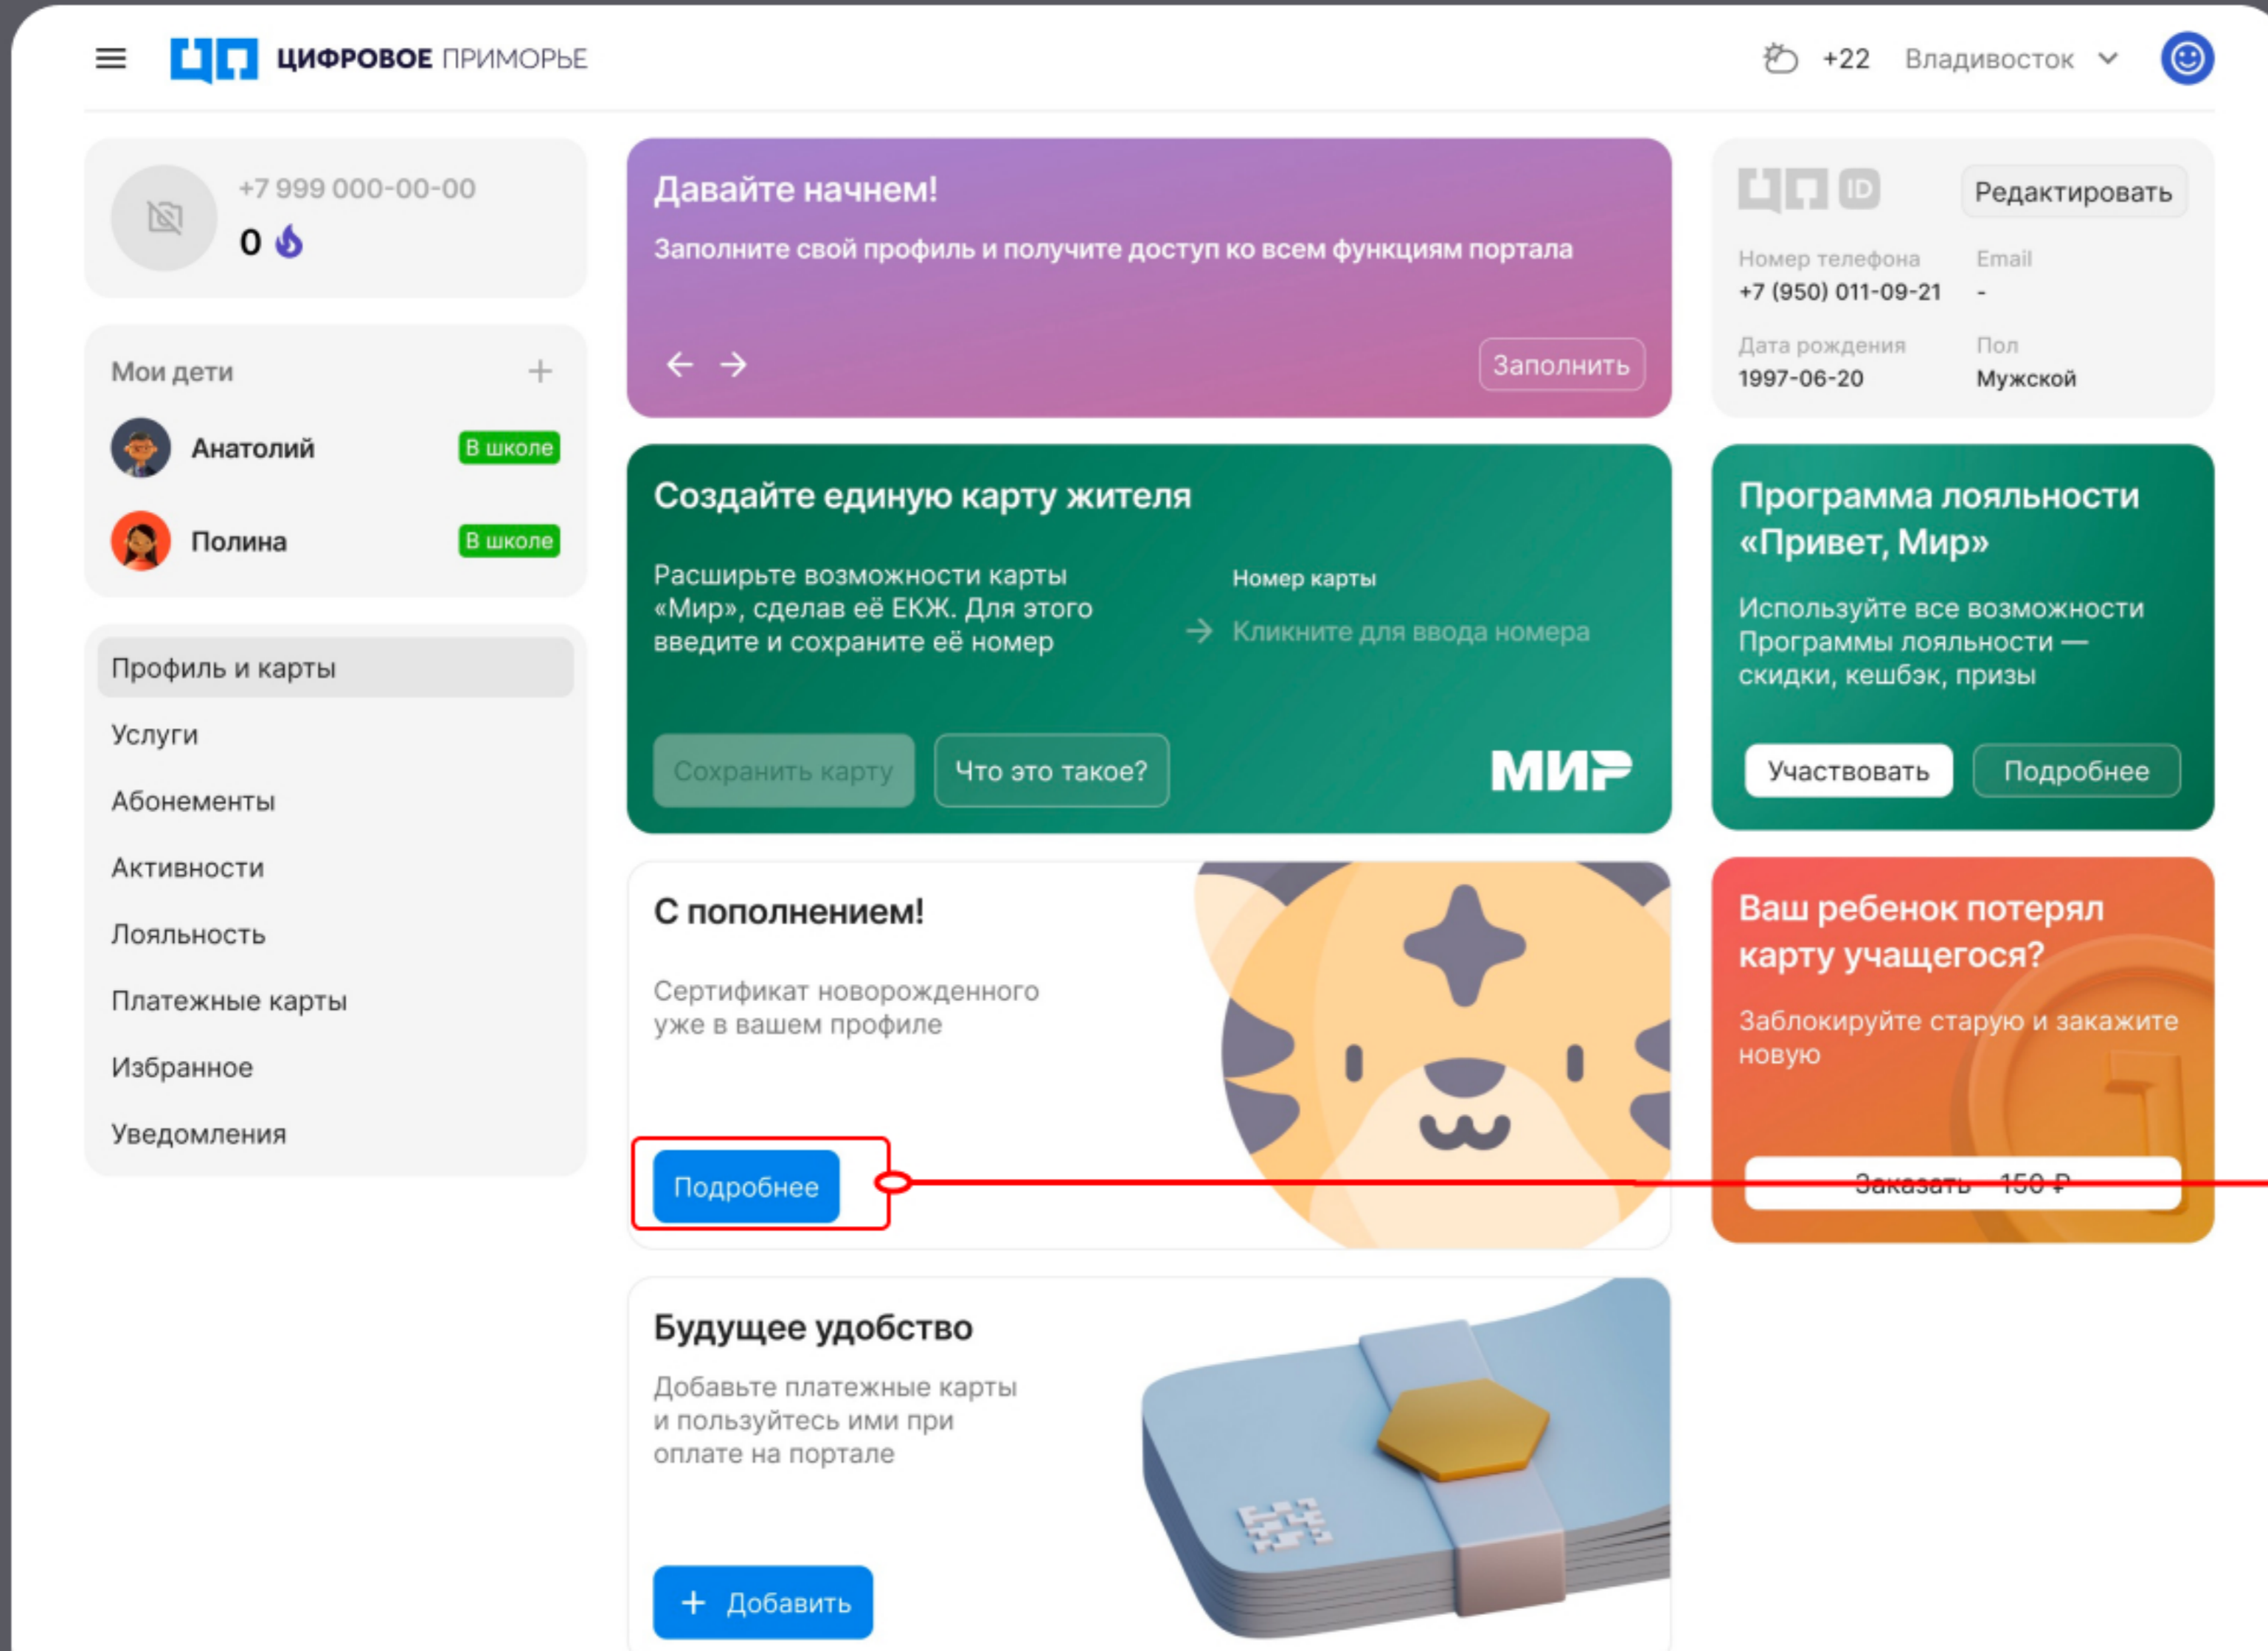 ЦП ЦИФРОВОЕ ПРИМОРЬЕ
+22 Владивосток
+7 999 000-00-00
0
Мои дети
Анатолий В школе
Полина В школе
Профиль и карты
Услуги
Абонементы
Активности
Лояльность
Платежные карты
Избранное
Уведомления
Давайте начнем!
Заполните свой профиль и получите доступ ко всем функциям портала
Заполнить
Создайте единую карту жителя
Расширьте возможности карты
«Мир», сделав её ЕКЖ. Для этого
введите и сохраните её номер
Номер карты
Кликните для ввода номера
Сохранить карту Что это такое?
МИР
С пополнением!
Сертификат новорожденного
уже в вашем профиле
Подробнее
Будущее удобство
Добавьте платежные карты
и пользуйтесь ими при
оплате на портале
+ Добавить
ЦП ID Редактировать
Номер телефона Email
+7 (950) 011-09-21 -
Дата рождения Пол
1997-06-20 Мужской
Программа лояльности
«Привет, Мир»
Используйте все возможности
Программы лояльности —
скидки, кешбэк, призы
Участвовать Подробнее
Ваш ребенок потерял
карту учащегося?
Заблокируйте старую и закажите
новую
1
Заказать 150 ₽